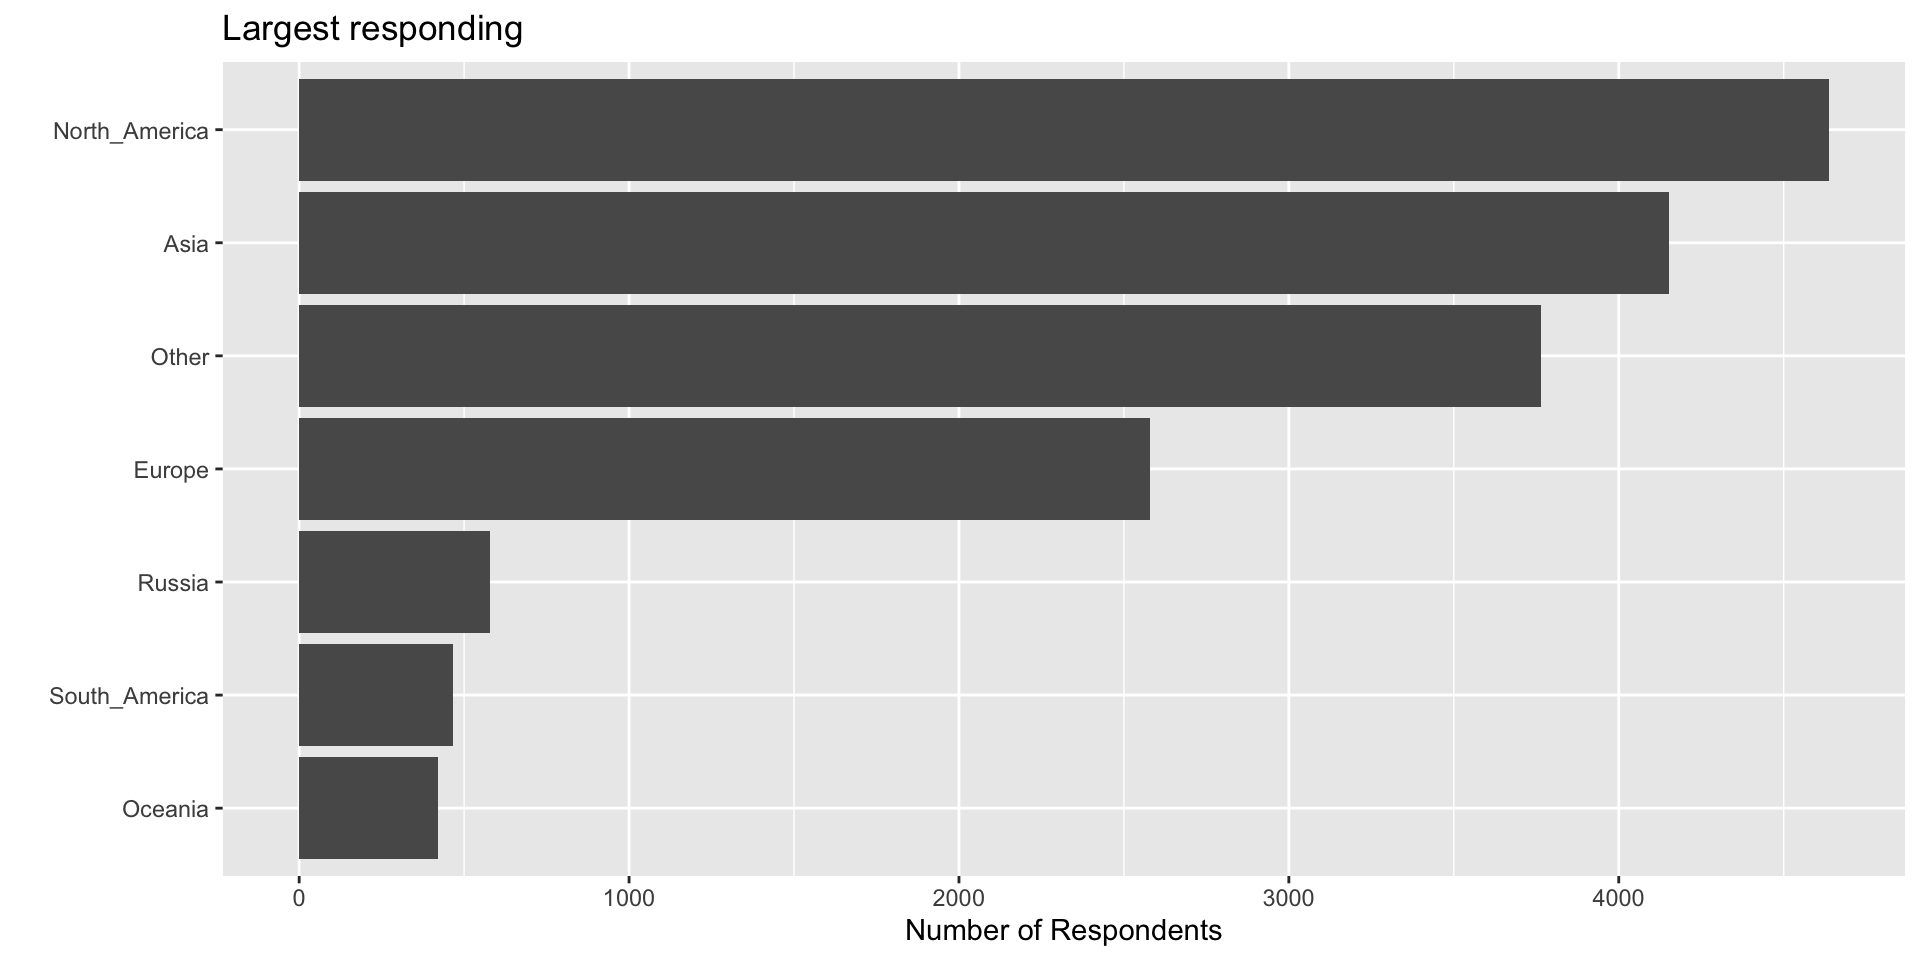 Largest responding
North_America
Asia
Other
Europe
Russia
South_America
Oceania
0 1000 2000 3000 4000
Number of Respondents